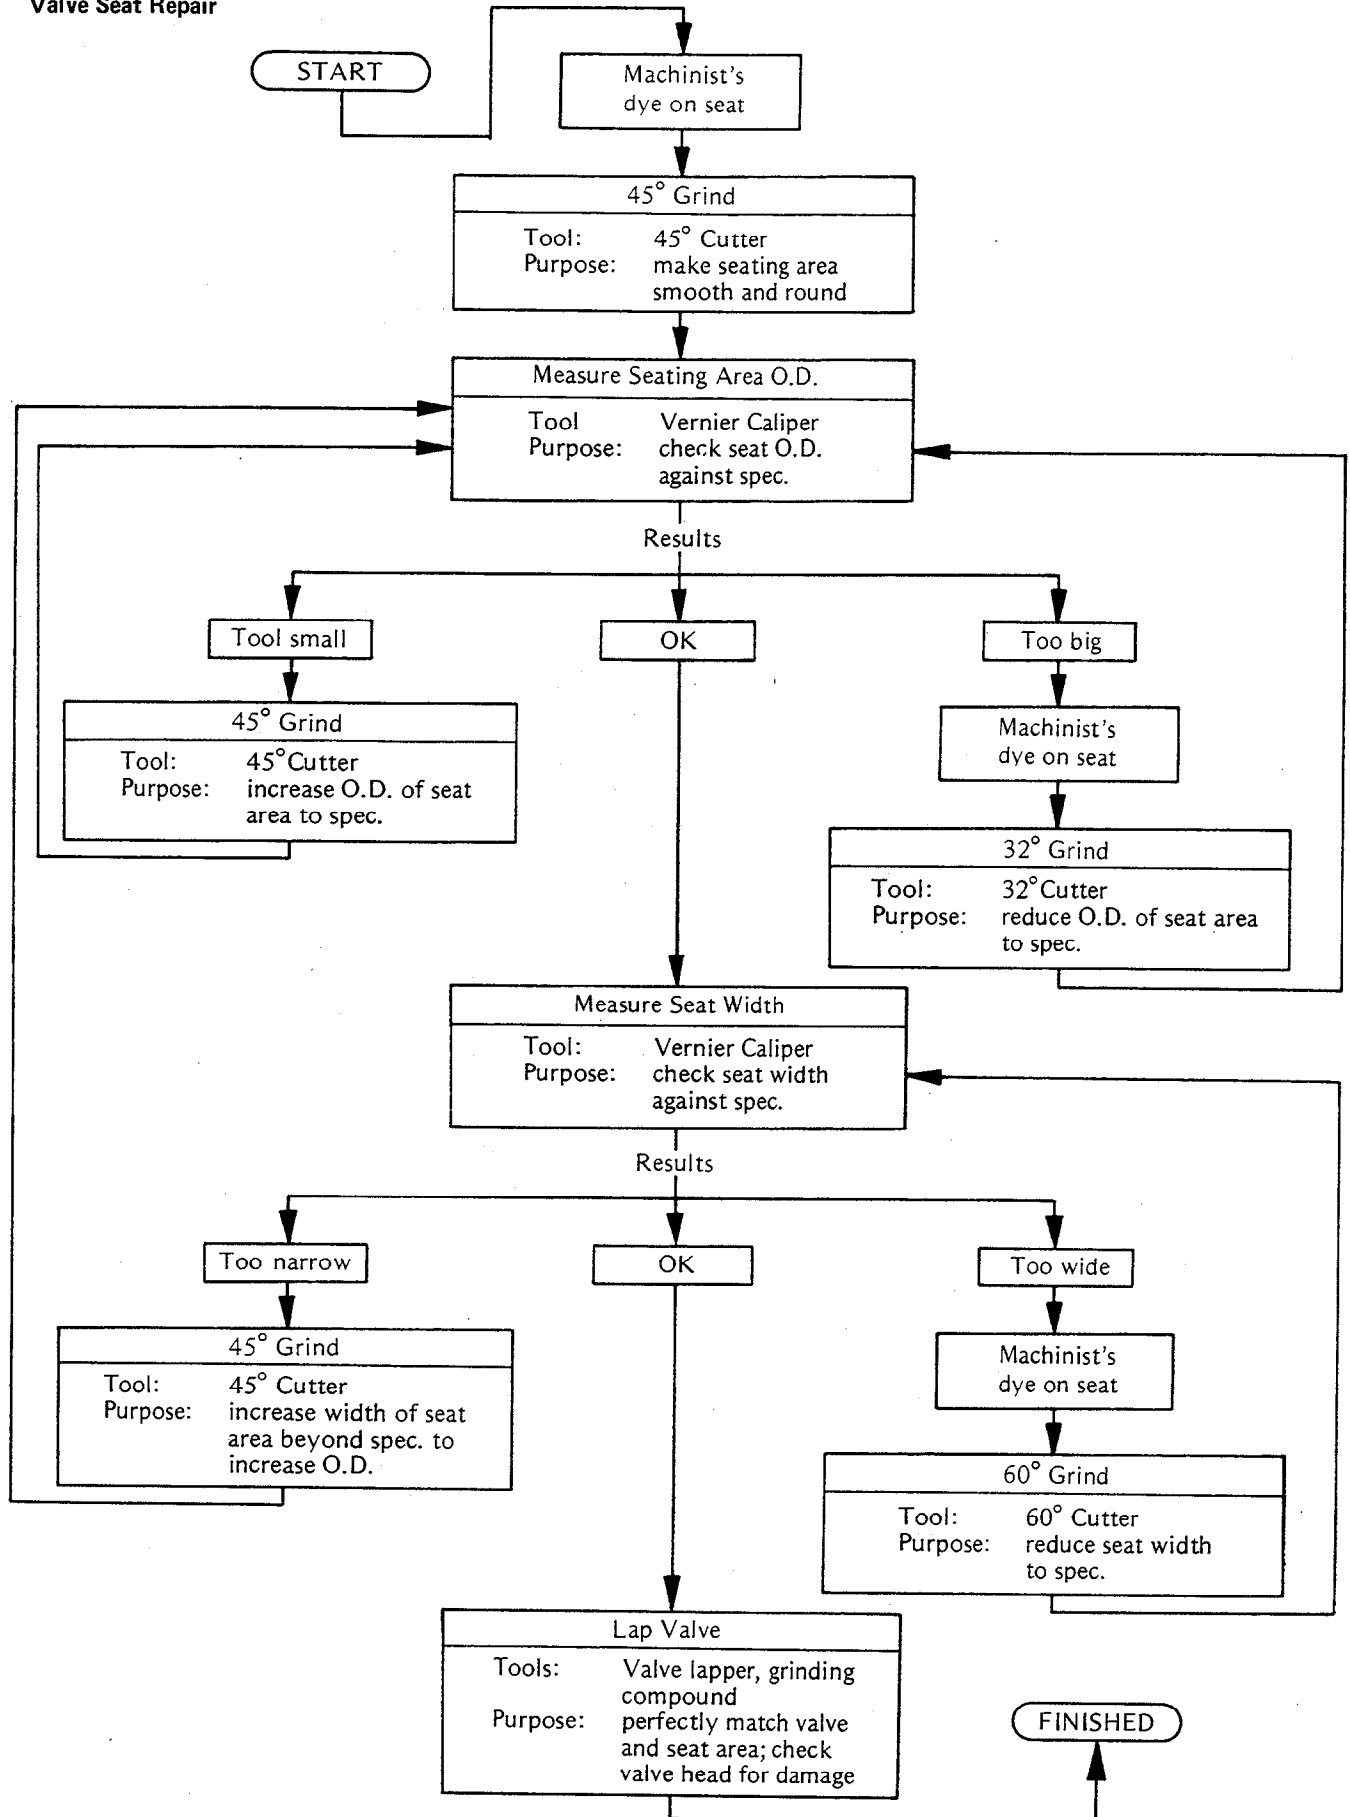 Valve Seat Repair
START
Machinist's
dye on seat
45° Grind
Tool: 45° Cutter
Purpose: make seating area
smooth and round
Measure Seating Area O.D.
Tool Vernier Caliper
Purpose: check seat O.D.
against spec.
Results
Tool small
OK
Too big
45° Grind
Tool: 45° Cutter
Purpose: increase O.D. of seat
area to spec.
Machinist's
dye on seat
32° Grind
Tool: 32° Cutter
Purpose: reduce O.D. of seat area
to spec.
Measure Seat Width
Tool: Vernier Caliper
Purpose: check seat width
against spec.
Results
Too narrow
OK
Too wide
45° Grind
Tool: 45° Cutter
Purpose: increase width of seat
area beyond spec. to
increase O.D.
Machinist's
dye on seat
60° Grind
Tool: 60° Cutter
Purpose: reduce seat width
to spec.
Lap Valve
Tools: Valve lapper, grinding
compound
Purpose: perfectly match valve
and seat area; check
valve head for damage
FINISHED